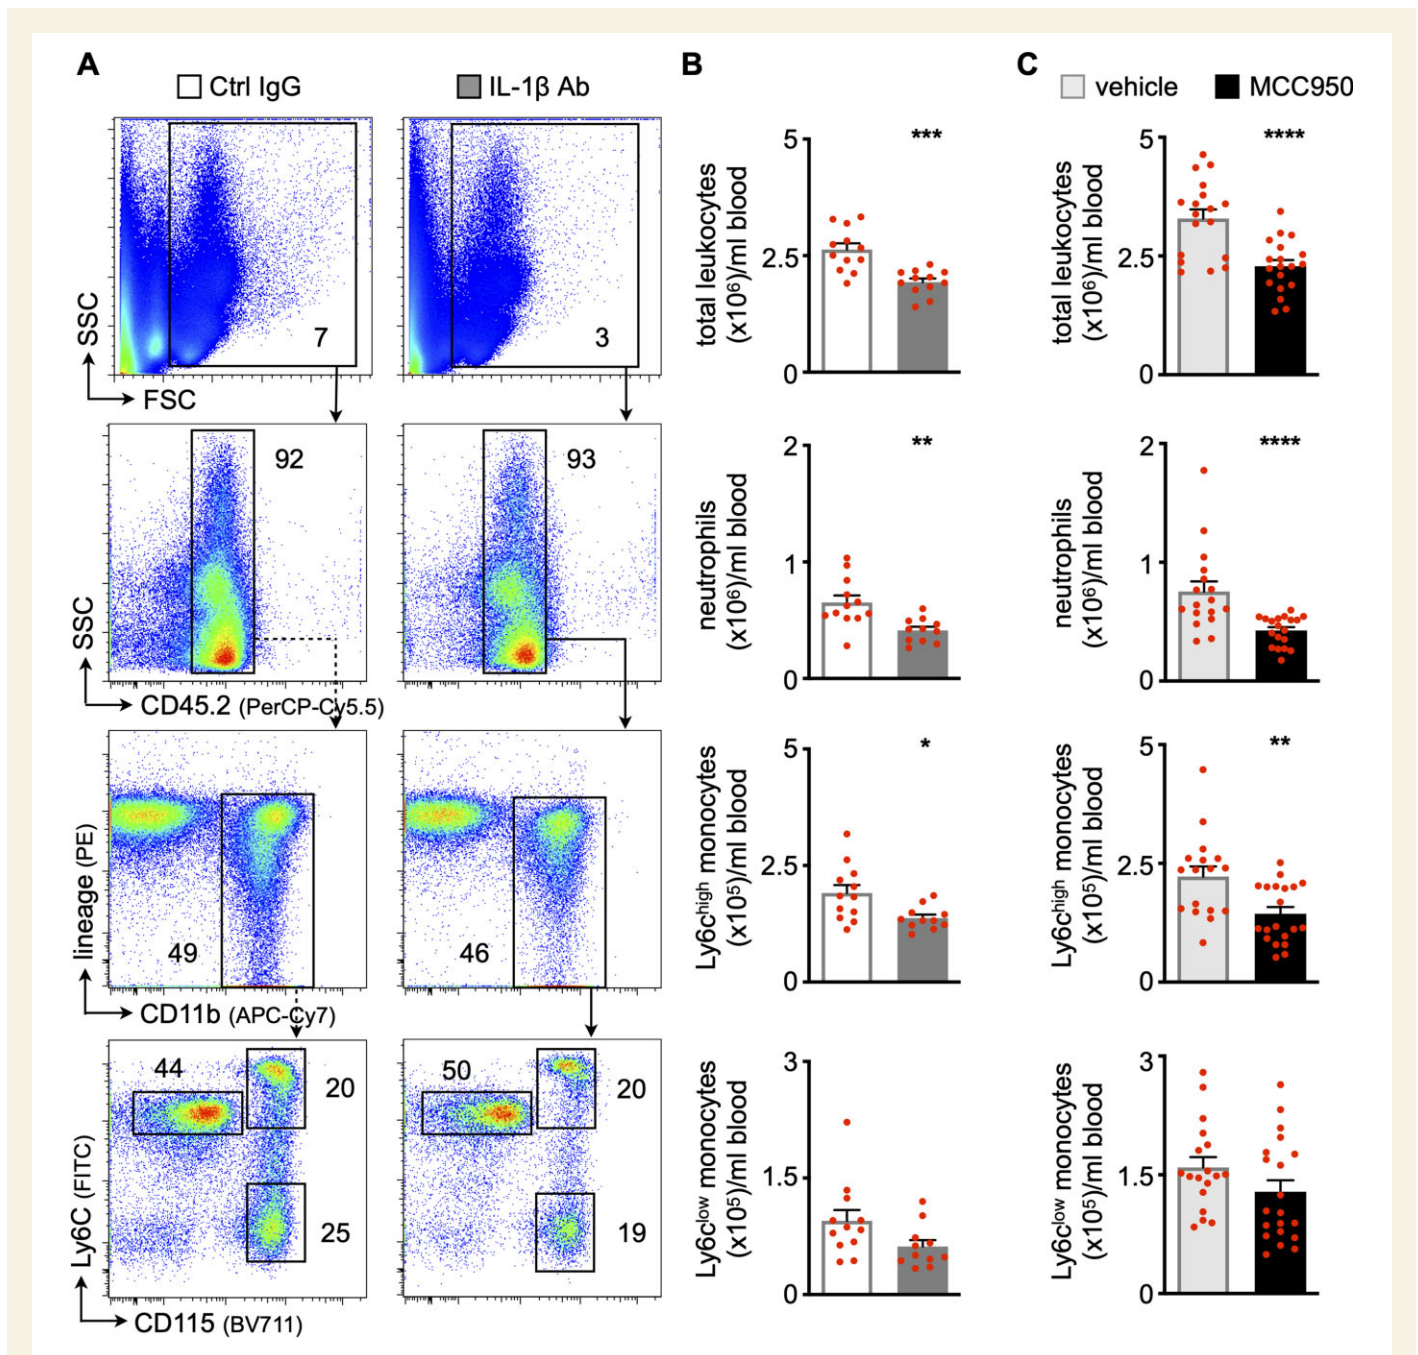 A
Ctrl IgG
IL-1β Ab
SSC
7
3
FSC
SSC
92
93
CD45.2 (PerCP-Cy5.5)
lineage (PE)
49
46
CD11b (APC-Cy7)
Ly6C (FITC)
44
20
25
50
20
19
CD115 (BV711)
B
total leukocytes
(x10⁶)/ml blood
5
2.5
0
***
neutrophils
(x10⁶)/ml blood
2
1
0
**
Ly6cʰⁱᵍʰ monocytes
(x10⁵)/ml blood
5
2.5
0
*
Ly6cˡᵒʷ monocytes
(x10⁵)/ml blood
3
1.5
0
C
vehicle
MCC950
total leukocytes
(x10⁶)/ml blood
5
2.5
0
****
neutrophils
(x10⁶)/ml blood
2
1
0
****
Ly6cʰⁱᵍʰ monocytes
(x10⁵)/ml blood
5
2.5
0
**
Ly6cˡᵒʷ monocytes
(x10⁵)/ml blood
3
1.5
0